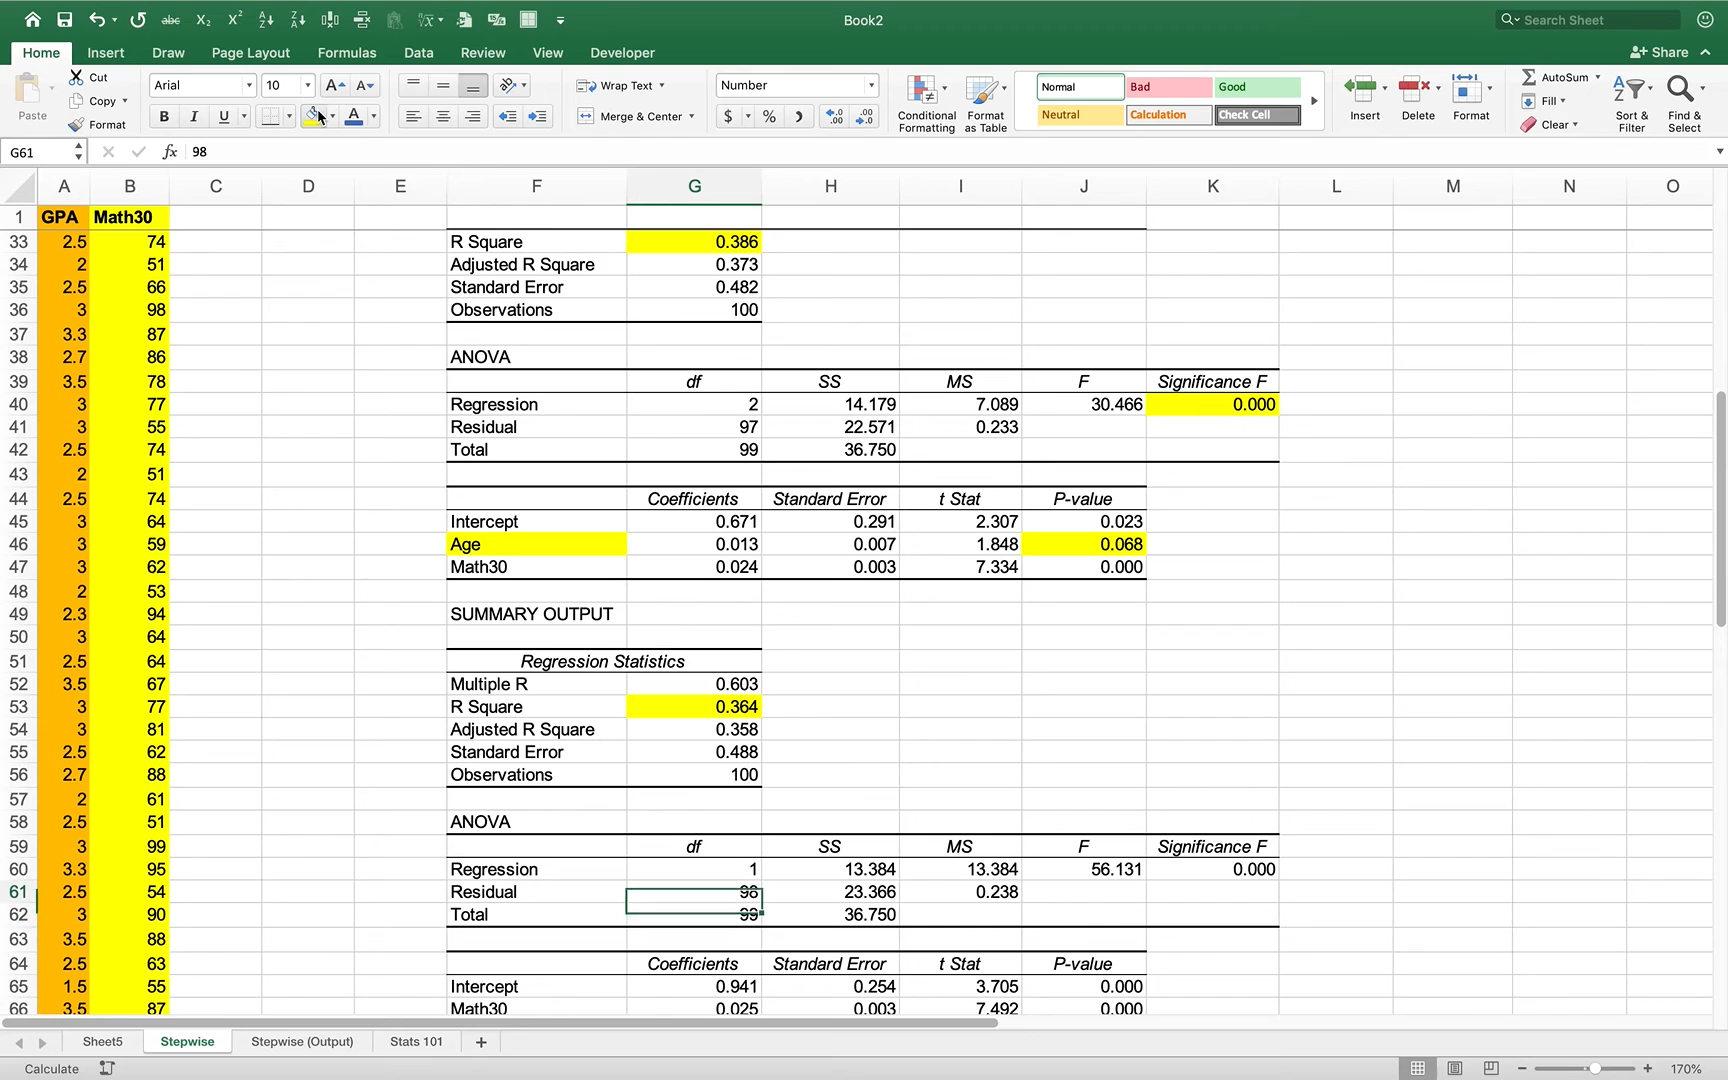 abc X₂ X² Book2 Search Sheet
Home Insert Draw Page Layout Formulas Data Review View Developer Share
Cut Arial 10 A A Wrap Text Number Normal Bad Good AutoSum
Copy Fill
Paste Format B I U A Merge & Center $ % Conditional Formatting Format as Table Neutral Calculation Check Cell Insert Delete Format Clear Sort & Filter Find & Select
G61 fx 98
A B C D E F G H I J K L M N O
1 GPA Math30
33 2.5 74 R Square 0.386
34 2 51 Adjusted R Square 0.373
35 2.5 66 Standard Error 0.482
36 3 98 Observations 100
37 3.3 87
38 2.7 86 ANOVA
39 3.5 78 df SS MS F Significance F
40 3 77 Regression 2 14.179 7.089 30.466 0.000
41 3 55 Residual 97 22.571 0.233
42 2.5 74 Total 99 36.750
43 2 51
44 2.5 74 Coefficients Standard Error t Stat P-value
45 3 64 Intercept 0.671 0.291 2.307 0.023
46 3 59 Age 0.013 0.007 1.848 0.068
47 3 62 Math30 0.024 0.003 7.334 0.000
48 2 53
49 2.3 94 SUMMARY OUTPUT
50 3 64
51 2.5 64 Regression Statistics
52 3.5 67 Multiple R 0.603
53 3 77 R Square 0.364
54 3 81 Adjusted R Square 0.358
55 2.5 62 Standard Error 0.488
56 2.7 88 Observations 100
57 2 61
58 2.5 51 ANOVA
59 3 99 df SS MS F Significance F
60 3.3 95 Regression 1 13.384 13.384 56.131 0.000
61 2.5 54 Residual 98 23.366 0.238
62 3 90 Total 99 36.750
63 3.5 88
64 2.5 63 Coefficients Standard Error t Stat P-value
65 1.5 55 Intercept 0.941 0.254 3.705 0.000
66 3.5 87 Math30 0.025 0.003 7.492 0.000
Sheet5 Stepwise Stepwise (Output) Stats 101 +
Calculate 170%